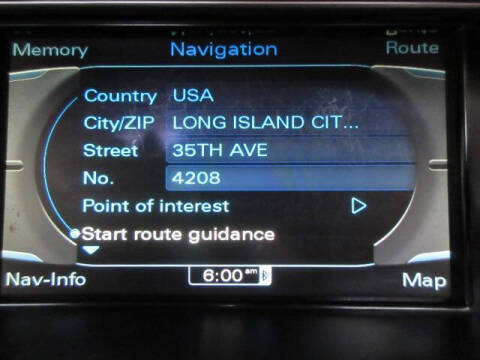 Memory Navigation Route
Country USA
City/ZIP LONG ISLAND CIT...
Street 35TH AVE
No. 4208
Point of interest
Start route guidance
Nav-Info 6:00 am Map